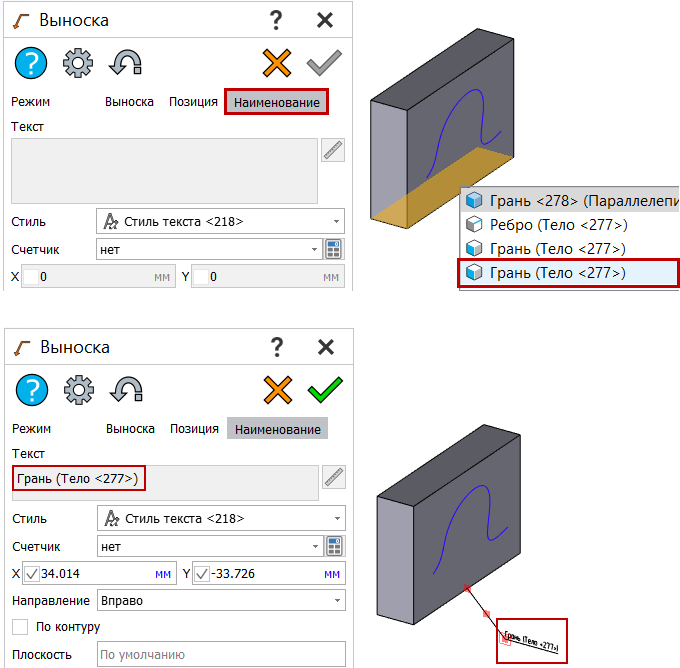 Выноска ?
?
Режим Выноска Позиция Наименование
Текст
Стиль Стиль текста <218>
Счетчик нет
X 0 мм Y 0 мм
Грань <278> (Параллелепи
Ребро (Тело <277>)
Грань (Тело <277>)
Грань (Тело <277>)
Выноска ?
?
Режим Выноска Позиция Наименование
Текст
Грань (Тело <277>)
Стиль Стиль текста <218>
Счетчик нет
X 34.014 мм Y -33.726 мм
Направление Вправо
По контуру
Плоскость По умолчанию
Грань (Тело <277>)